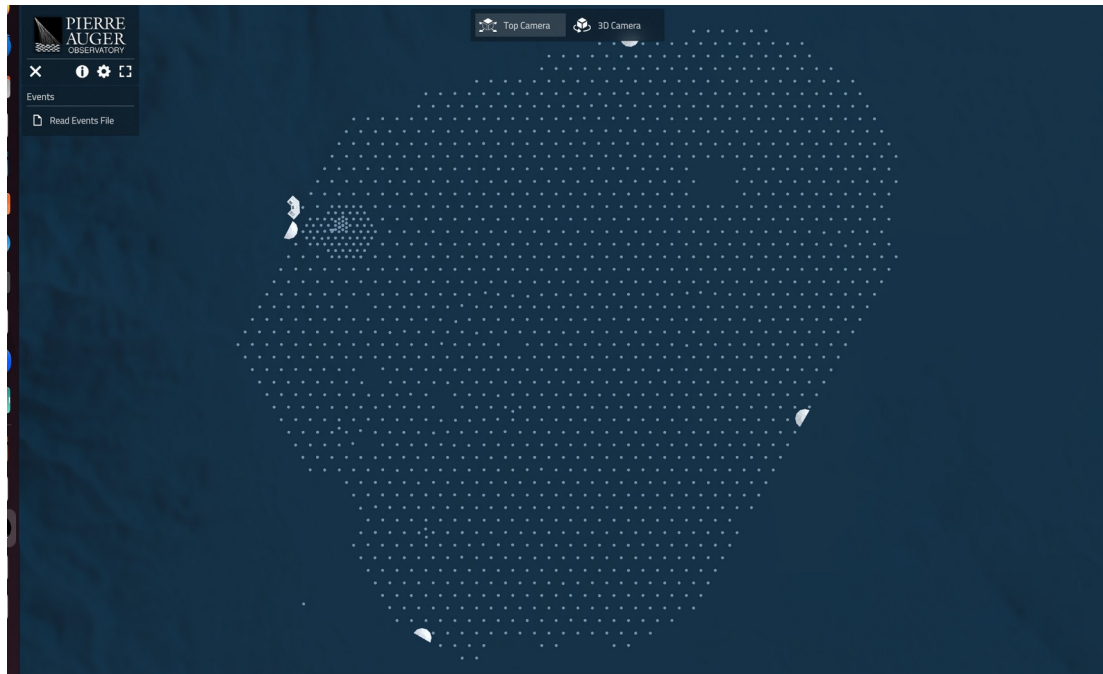 PIERRE
AUGER
OBSERVATORY
Top Camera
3D Camera
Events
Read Events File